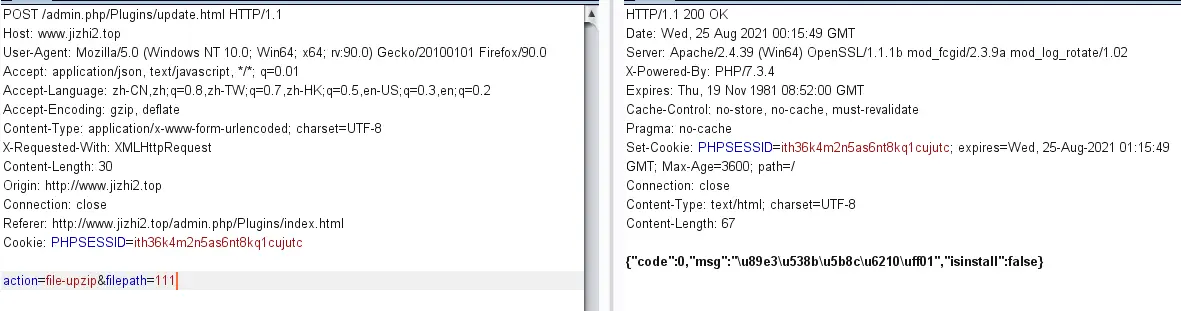 POST /admin.php/Plugins/update.html HTTP/1.1
Host: www.jizhi2.top
User-Agent: Mozilla/5.0 (Windows NT 10.0; Win64; x64; rv:90.0) Gecko/20100101 Firefox/90.0
Accept: application/json, text/javascript, */*; q=0.01
Accept-Language: zh-CN,zh;q=0.8,zh-TW;q=0.7,zh-HK;q=0.5,en-US;q=0.3,en;q=0.2
Accept-Encoding: gzip, deflate
Content-Type: application/x-www-form-urlencoded; charset=UTF-8
X-Requested-With: XMLHttpRequest
Content-Length: 30
Origin: http://www.jizhi2.top
Connection: close
Referer: http://www.jizhi2.top/admin.php/Plugins/index.html
Cookie: PHPSESSID=ith36k4m2n5as6nt8kq1cujutc
action=file-upzip&filepath=111
HTTP/1.1 200 OK
Date: Wed, 25 Aug 2021 00:15:49 GMT
Server: Apache/2.4.39 (Win64) OpenSSL/1.1.1b mod_fcgid/2.3.9a mod_log_rotate/1.02
X-Powered-By: PHP/7.3.4
Expires: Thu, 19 Nov 1981 08:52:00 GMT
Cache-Control: no-store, no-cache, must-revalidate
Pragma: no-cache
Set-Cookie: PHPSESSID=ith36k4m2n5as6nt8kq1cujutc; expires=Wed, 25-Aug-2021 01:15:49
GMT; Max-Age=3600; path=/
Connection: close
Content-Type: text/html; charset=UTF-8
Content-Length: 67
{"code":0,"msg":"\u89e3\u538b\u5b8c\u6210\uff01","isinstall":false}